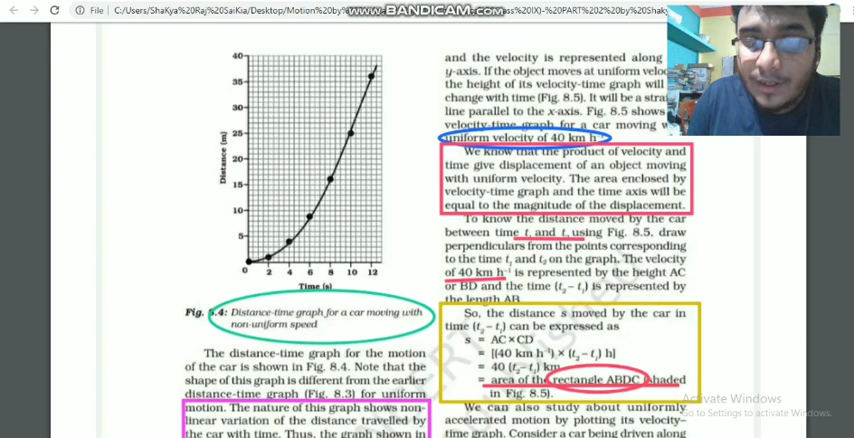 File
C:/Users/ShaKya%20Raj%20SaiKia/Desktop/Motion%20by%
www.BANDICAM.com
ass%20IX)-%20PART%202%20by%20Shaky
40
35
30
25
20
15
10
5
Distance (m)
0 2 4 6 8 10 12
Time (s)
Fig. 8.4: Distance-time graph for a car moving with
non-uniform speed
The distance-time graph for the motion
of the car is shown in Fig. 8.4. Note that the
shape of this graph is different from the earlier
distance-time graph (Fig. 8.3) for uniform
motion. The nature of this graph shows non-
linear variation of the distance travelled by
the car with time. Thus, the graph shown in
and the velocity is represented along
y-axis. If the object moves at uniform veloc
the height of its velocity-time graph will
change with time (Fig. 8.5). It will be a strai
line parallel to the x-axis. Fig. 8.5 shows
velocity-time graph for a car moving w
uniform velocity of 40 km h⁻¹.
We know that the product of velocity and
time give displacement of an object moving
with uniform velocity. The area enclosed by
velocity-time graph and the time axis will be
equal to the magnitude of the displacement.
To know the distance moved by the car
between time t₁ and t₂ using Fig. 8.5, draw
perpendiculars from the points corresponding
to the time t₁ and t₂ on the graph. The velocity
of 40 km h⁻¹ is represented by the height AC
or BD and the time (t₂ – t₁) is represented by
the length AB.
So, the distance s moved by the car in
time (t₂ – t₁) can be expressed as
s = AC × CD
= [(40 km h⁻¹) × (t₂ – t₁) h]
= 40 (t₂ – t₁) km
= area of the rectangle ABDC (shaded
in Fig. 8.5).
We can also study about uniformly
accelerated motion by plotting its velocity-
time graph. Consider a car being driven along
Activate Windows
Go to Settings to activate Windows.